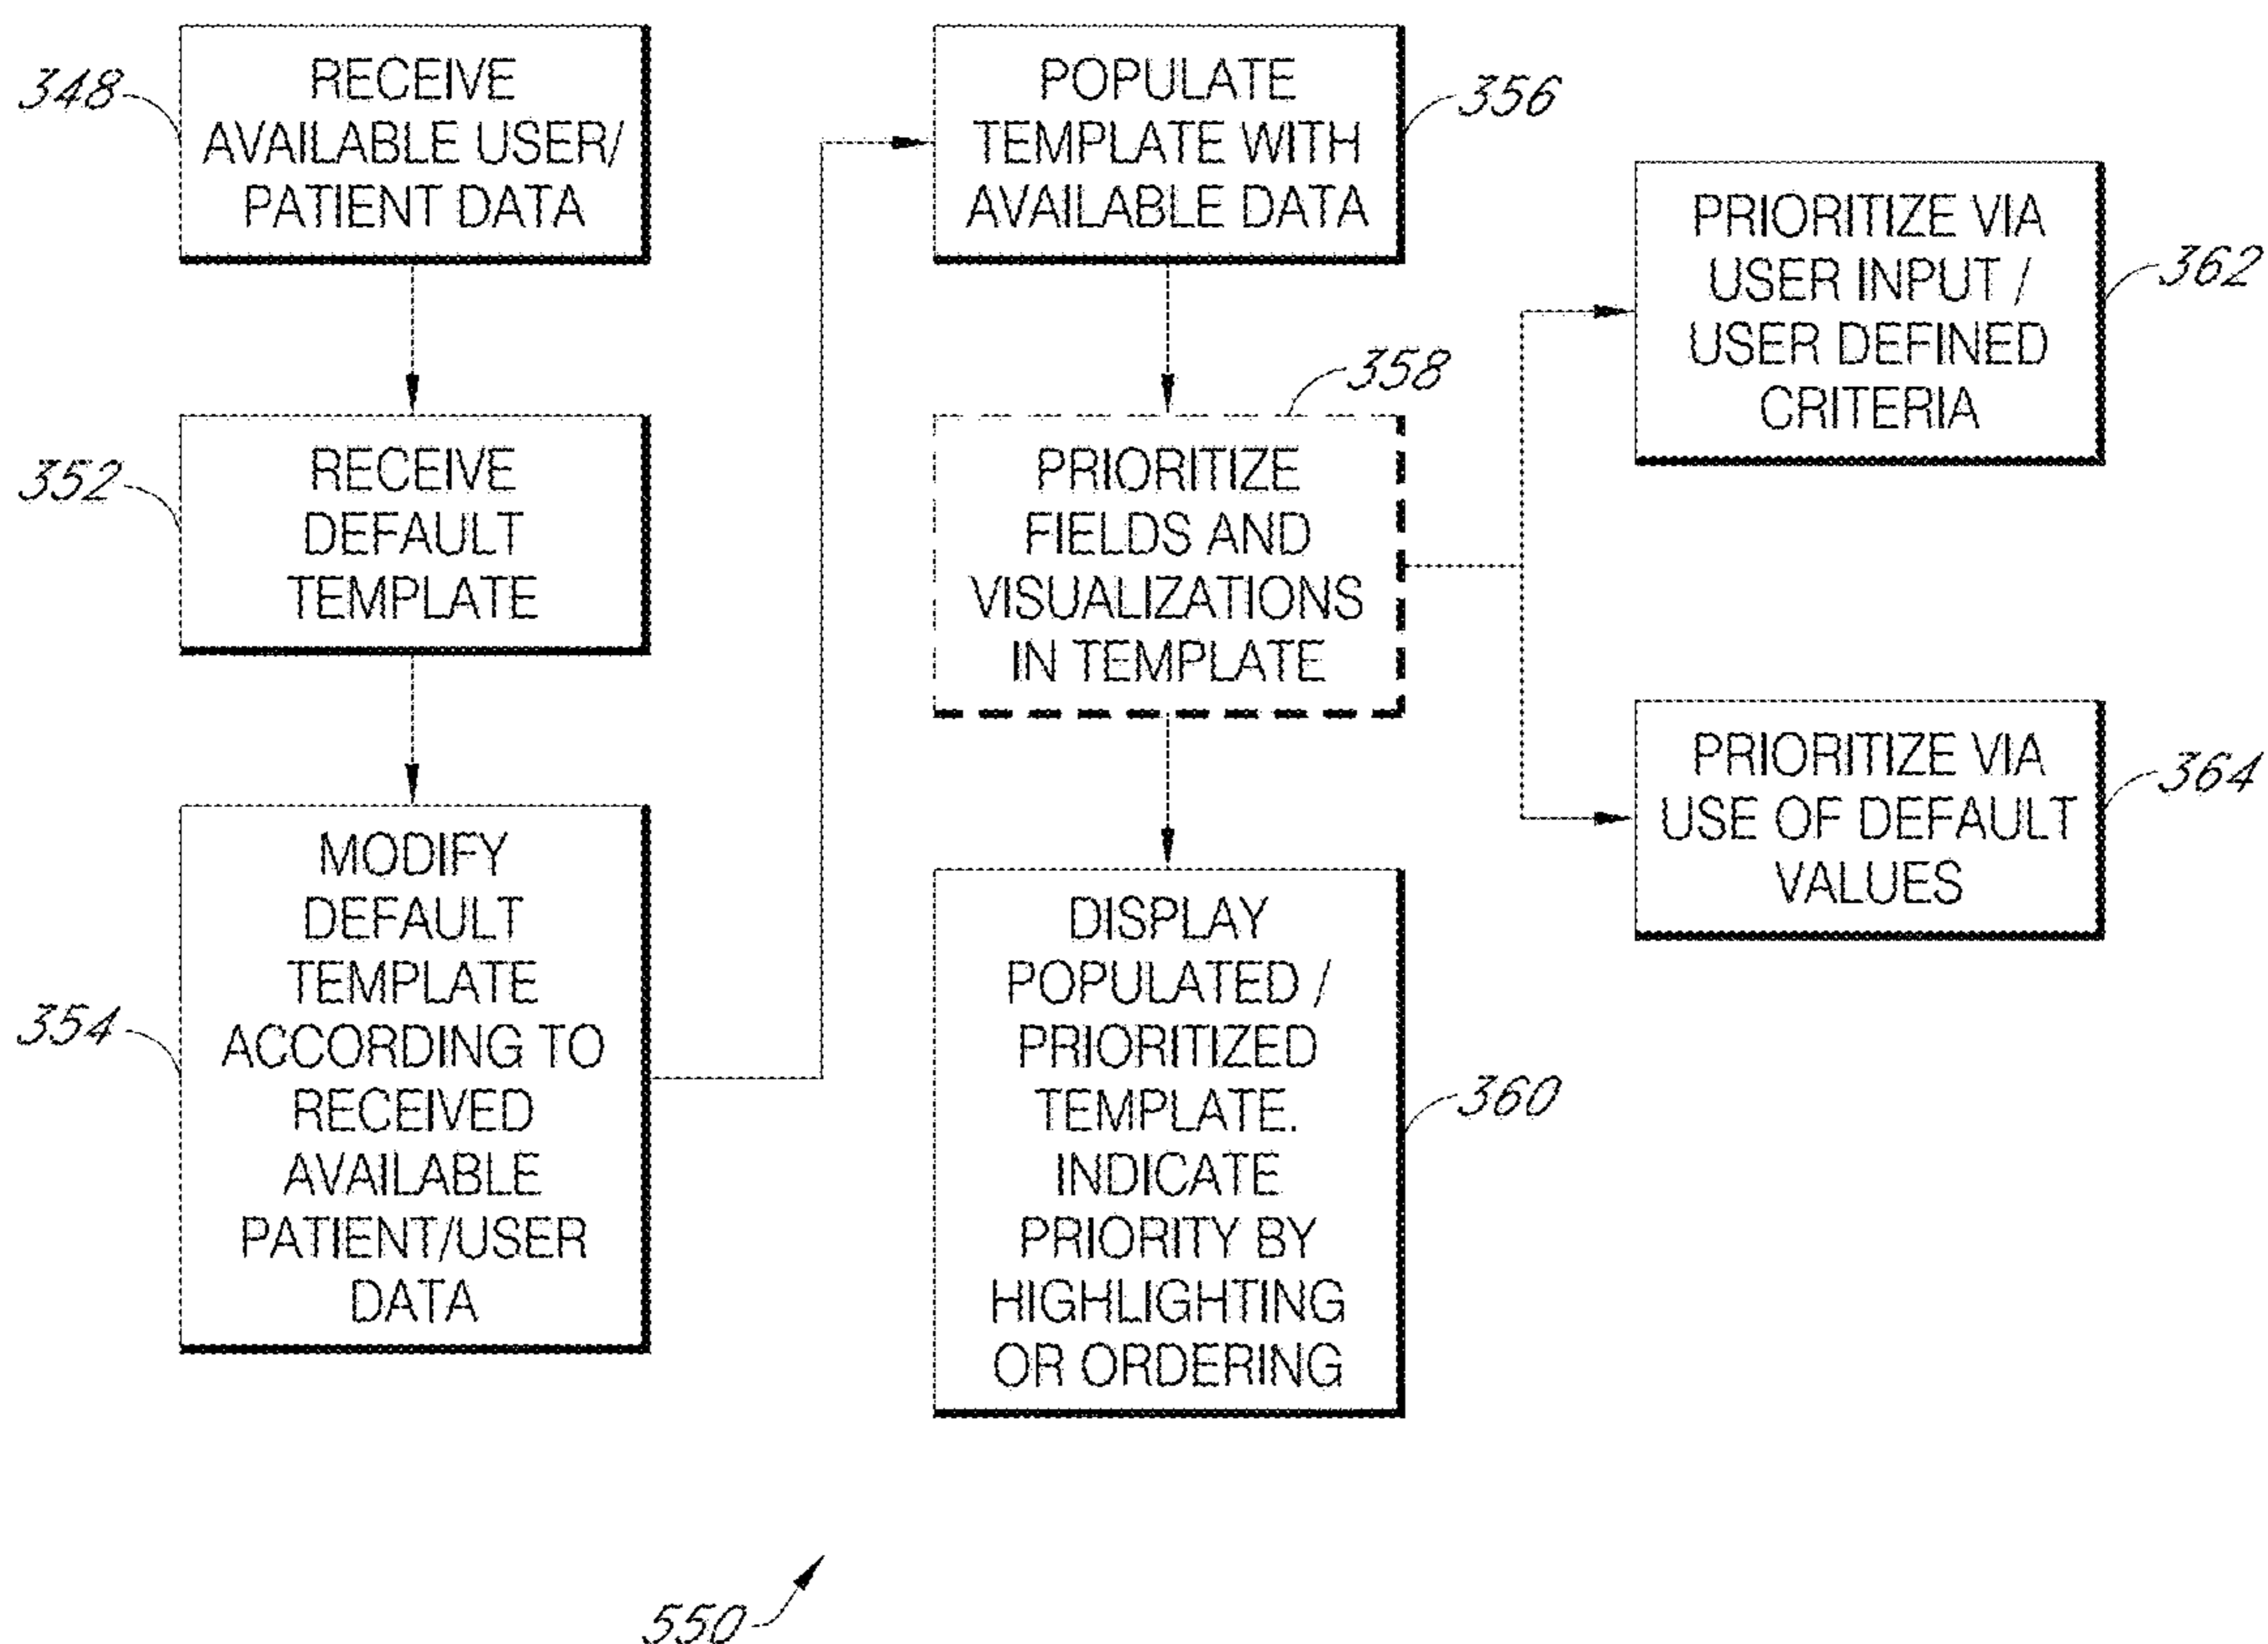 348
RECEIVE
AVAILABLE USER/
PATIENT DATA
352
RECEIVE
DEFAULT
TEMPLATE
354
MODIFY
DEFAULT
TEMPLATE
ACCORDING TO
RECEIVED
AVAILABLE
PATIENT/USER
DATA
POPULATE
TEMPLATE WITH
AVAILABLE DATA
356
358
PRIORITIZE
FIELDS AND
VISUALIZATIONS
IN TEMPLATE
DISPLAY
POPULATED /
PRIORITIZED
TEMPLATE.
INDICATE
PRIORITY BY
HIGHLIGHTING
OR ORDERING
360
PRIORITIZE VIA
USER INPUT /
USER DEFINED
CRITERIA
362
PRIORITIZE VIA
USE OF DEFAULT
VALUES
364
550